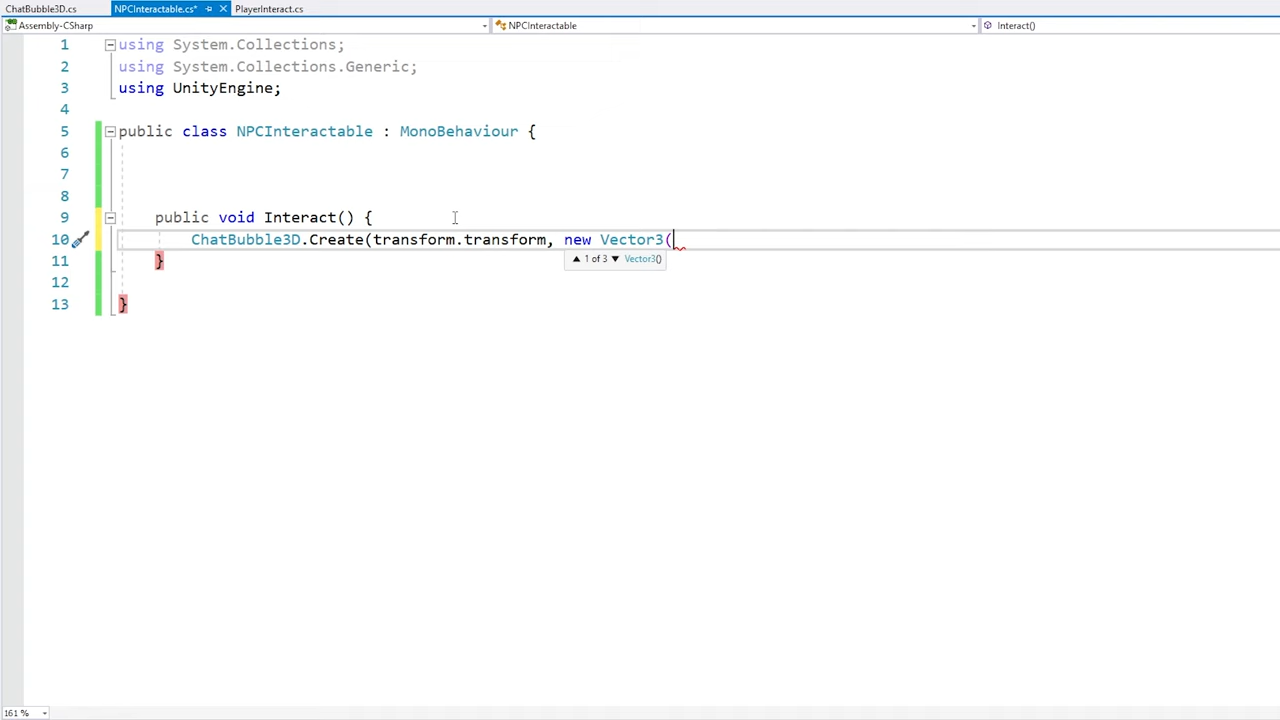 ChatBubble3D.cs NPCInteractable.cs* PlayerInteract.cs
Assembly-CSharp NPCInteractable Interact()
1 using System.Collections;
2 using System.Collections.Generic;
3 using UnityEngine;
4
5 public class NPCInteractable : MonoBehaviour {
6
7
8
9 public void Interact() {
10 ChatBubble3D.Create(transform.transform, new Vector3(
▲ 1 of 3 ▼ Vector3()
11 }
12
13 }
161 %